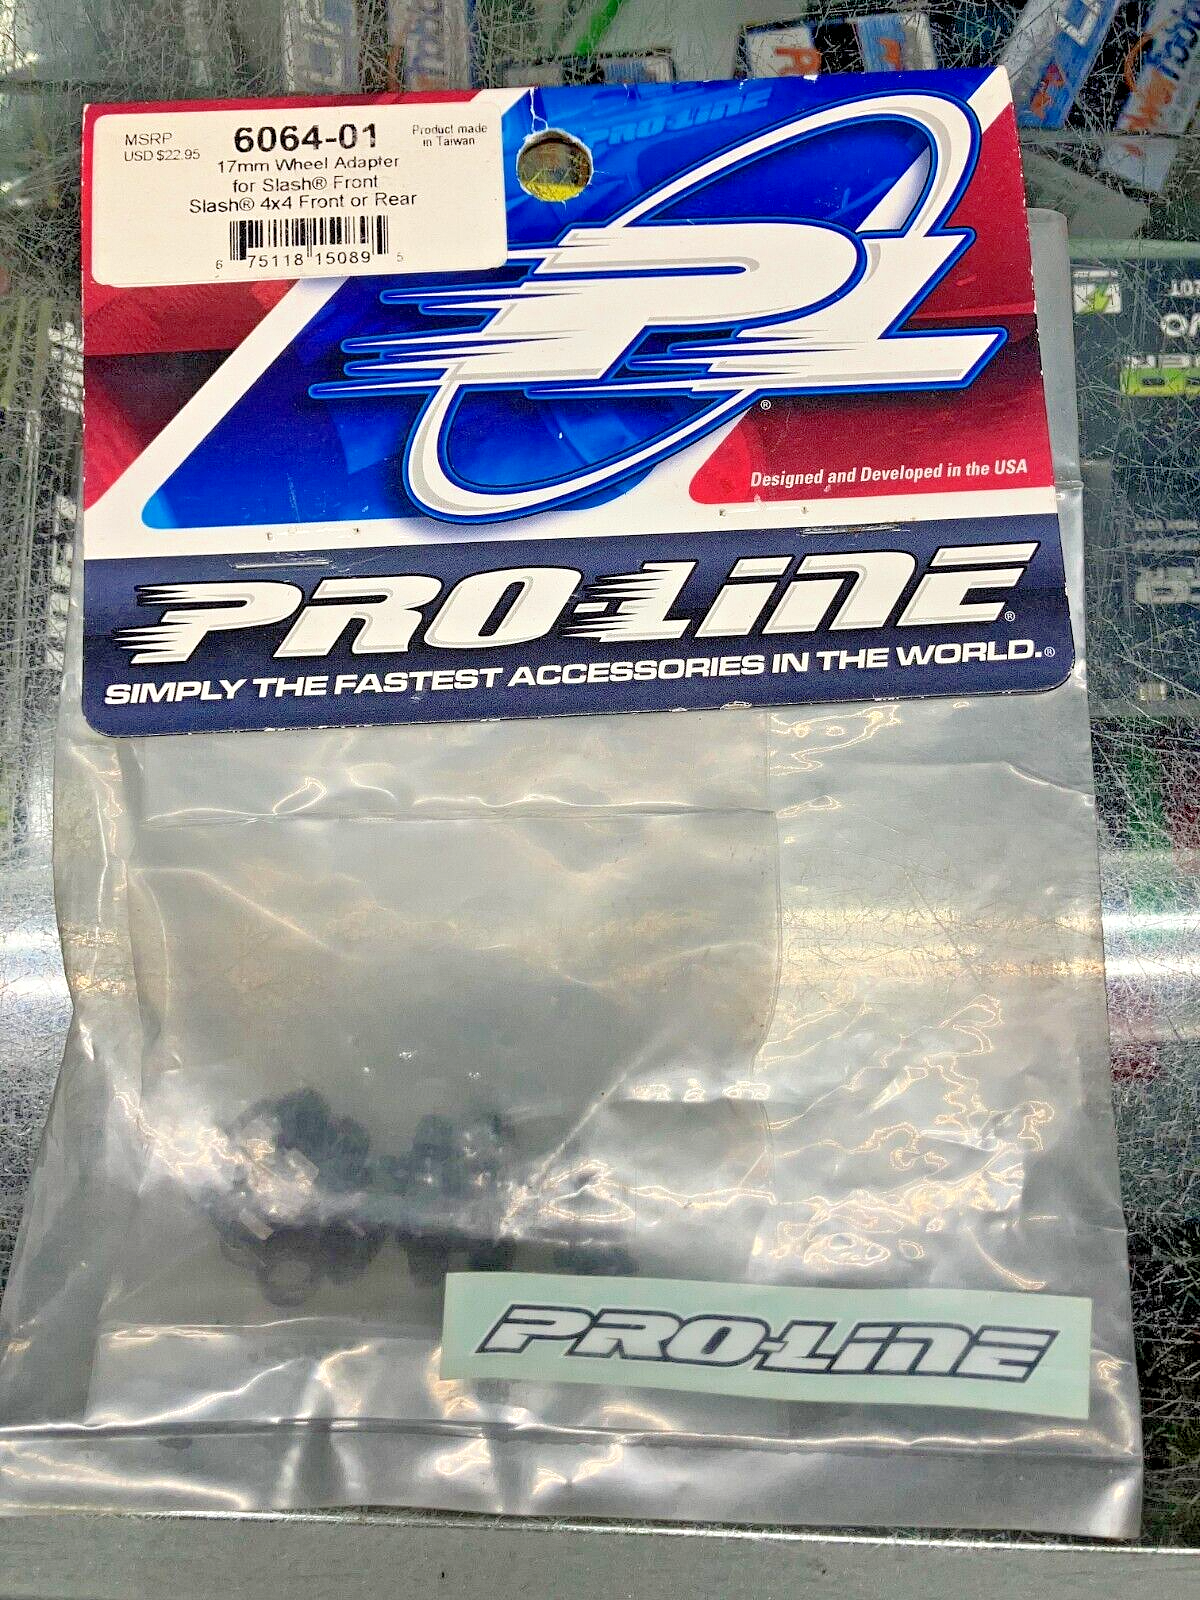 MSRP
USD $22.95
6064-01
Product made
in Taiwan
17mm Wheel Adapter
for Slash® Front
Slash® 4x4 Front or Rear
6 75118 15089 5
PRO-LINE
PL®
Designed and Developed in the USA
PRO-LINE®
SIMPLY THE FASTEST ACCESSORIES IN THE WORLD.®
PRO-LINE